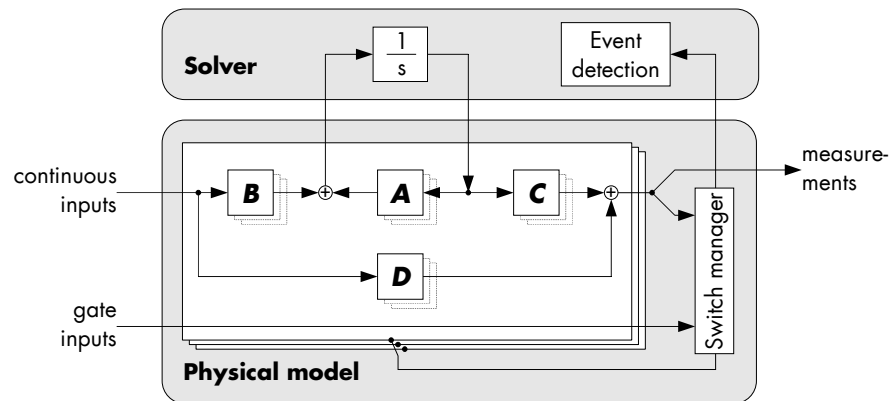 1
s
Solver
Event
detection
continuous
inputs
B
+
A
C
+
measure-
ments
D
Switch manager
gate
inputs
Physical model